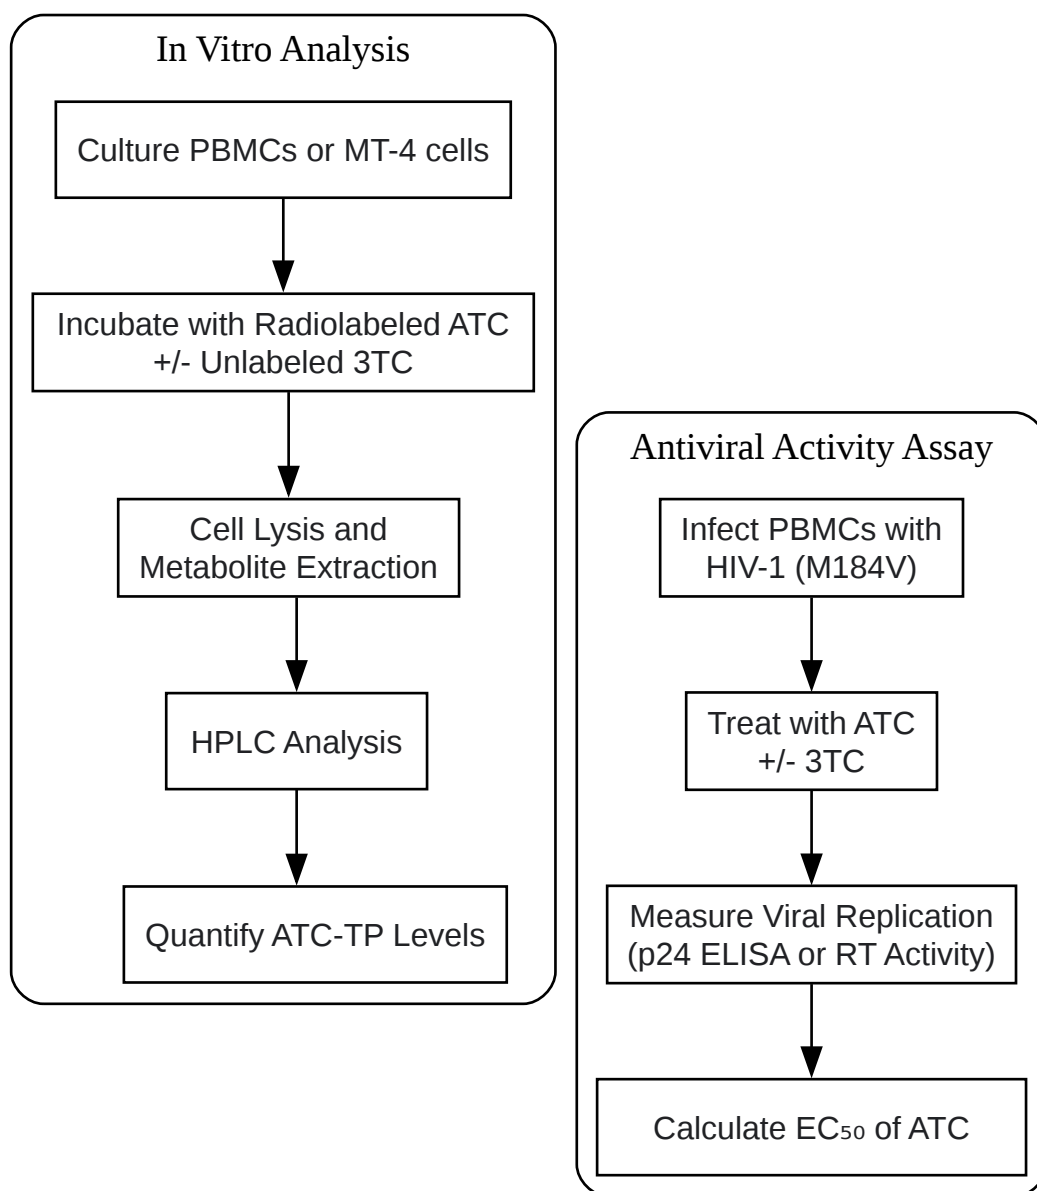 In Vitro Analysis
Culture PBMCs or MT-4 cells
Incubate with Radiolabeled ATC
+/- Unlabeled 3TC
Cell Lysis and
Metabolite Extraction
HPLC Analysis
Quantify ATC-TP Levels
Antiviral Activity Assay
Infect PBMCs with
HIV-1 (M184V)
Treat with ATC
+/- 3TC
Measure Viral Replication
(p24 ELISA or RT Activity)
Calculate EC₅₀ of ATC